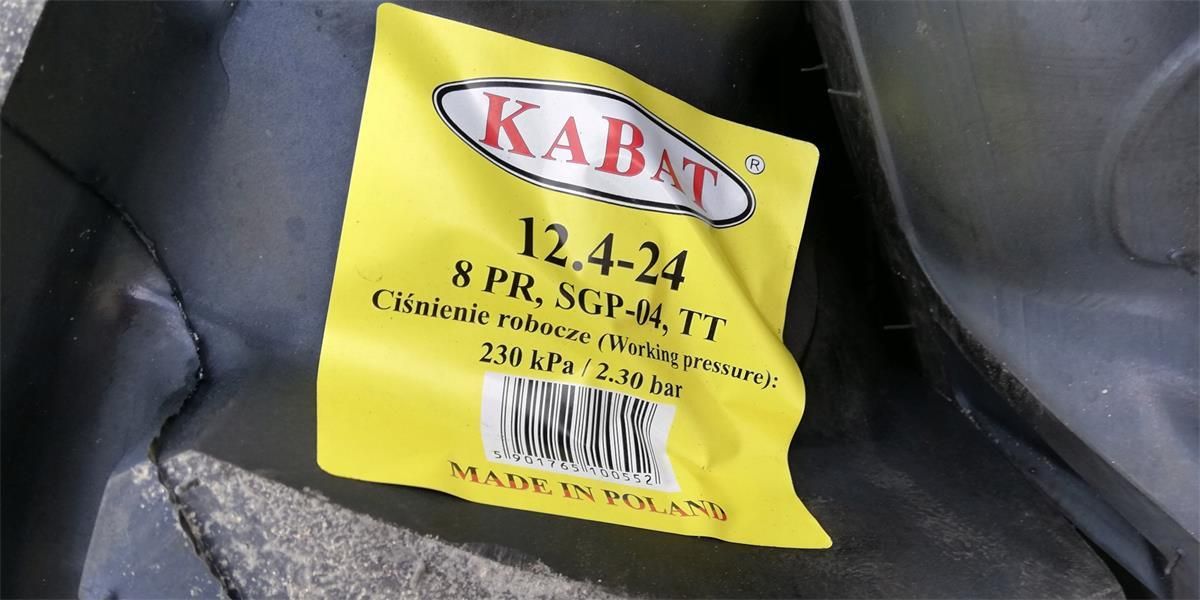 KABAT ®
12.4-24
8 PR, SGP-04, TT
Ciśnienie robocze (Working pressure):
230 kPa / 2.30 bar
5 901765 100552
MADE IN POLAND